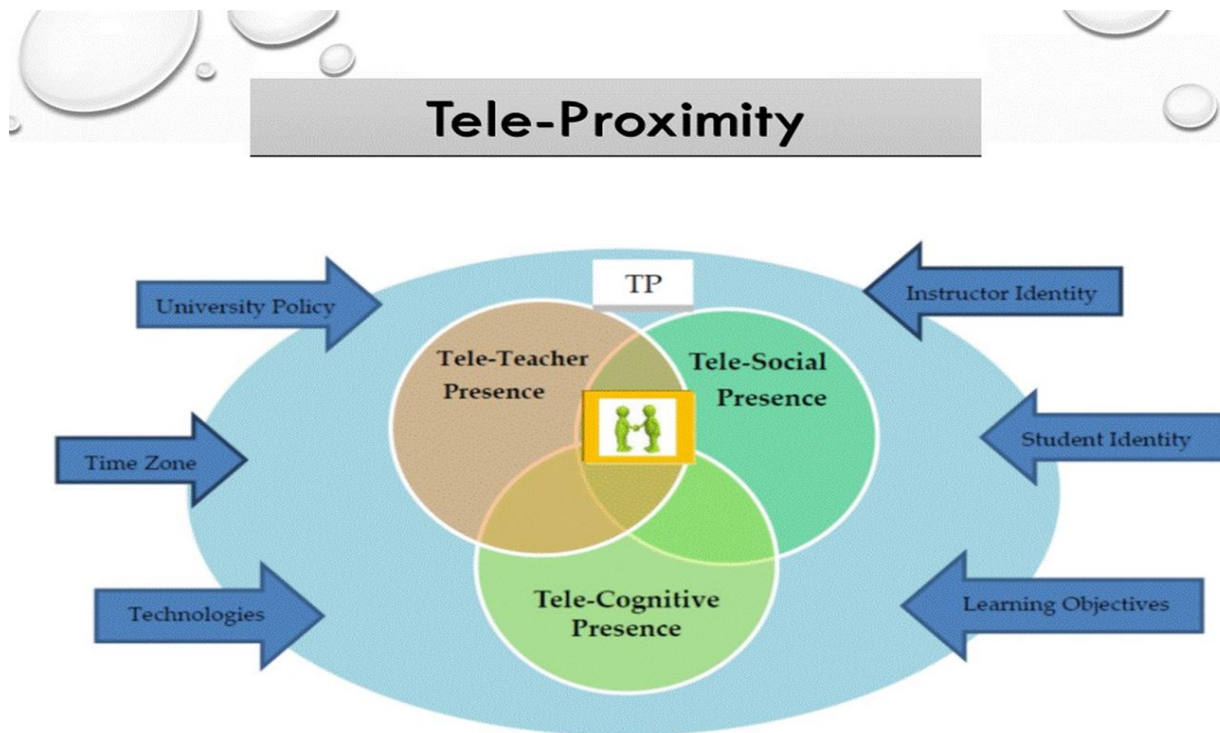 Tele-Proximity
TP
University Policy
Instructor Identity
Tele-Teacher
Presence
Tele-Social
Presence
Time Zone
Student Identity
Tele-Cognitive
Presence
Technologies
Learning Objectives